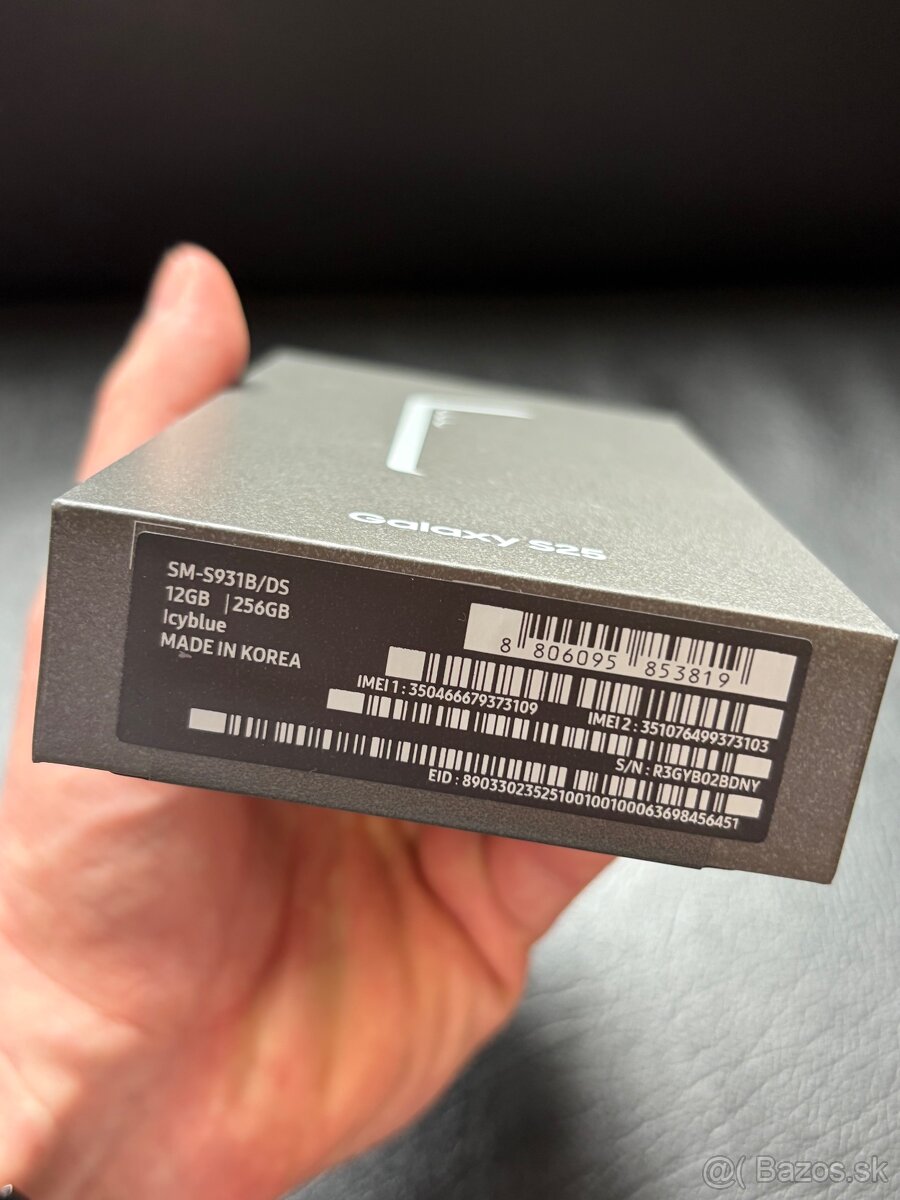 Galaxy S25
SM-S931B/DS
12GB | 256GB
Icyblue
MADE IN KOREA
8 806095 853819
IMEI 1 : 350466679373109
IMEI 2 : 351076499373103
S/N : R3GYB02BDNY
EID : 89033023525100100100063698456451
@( Bazos.sk